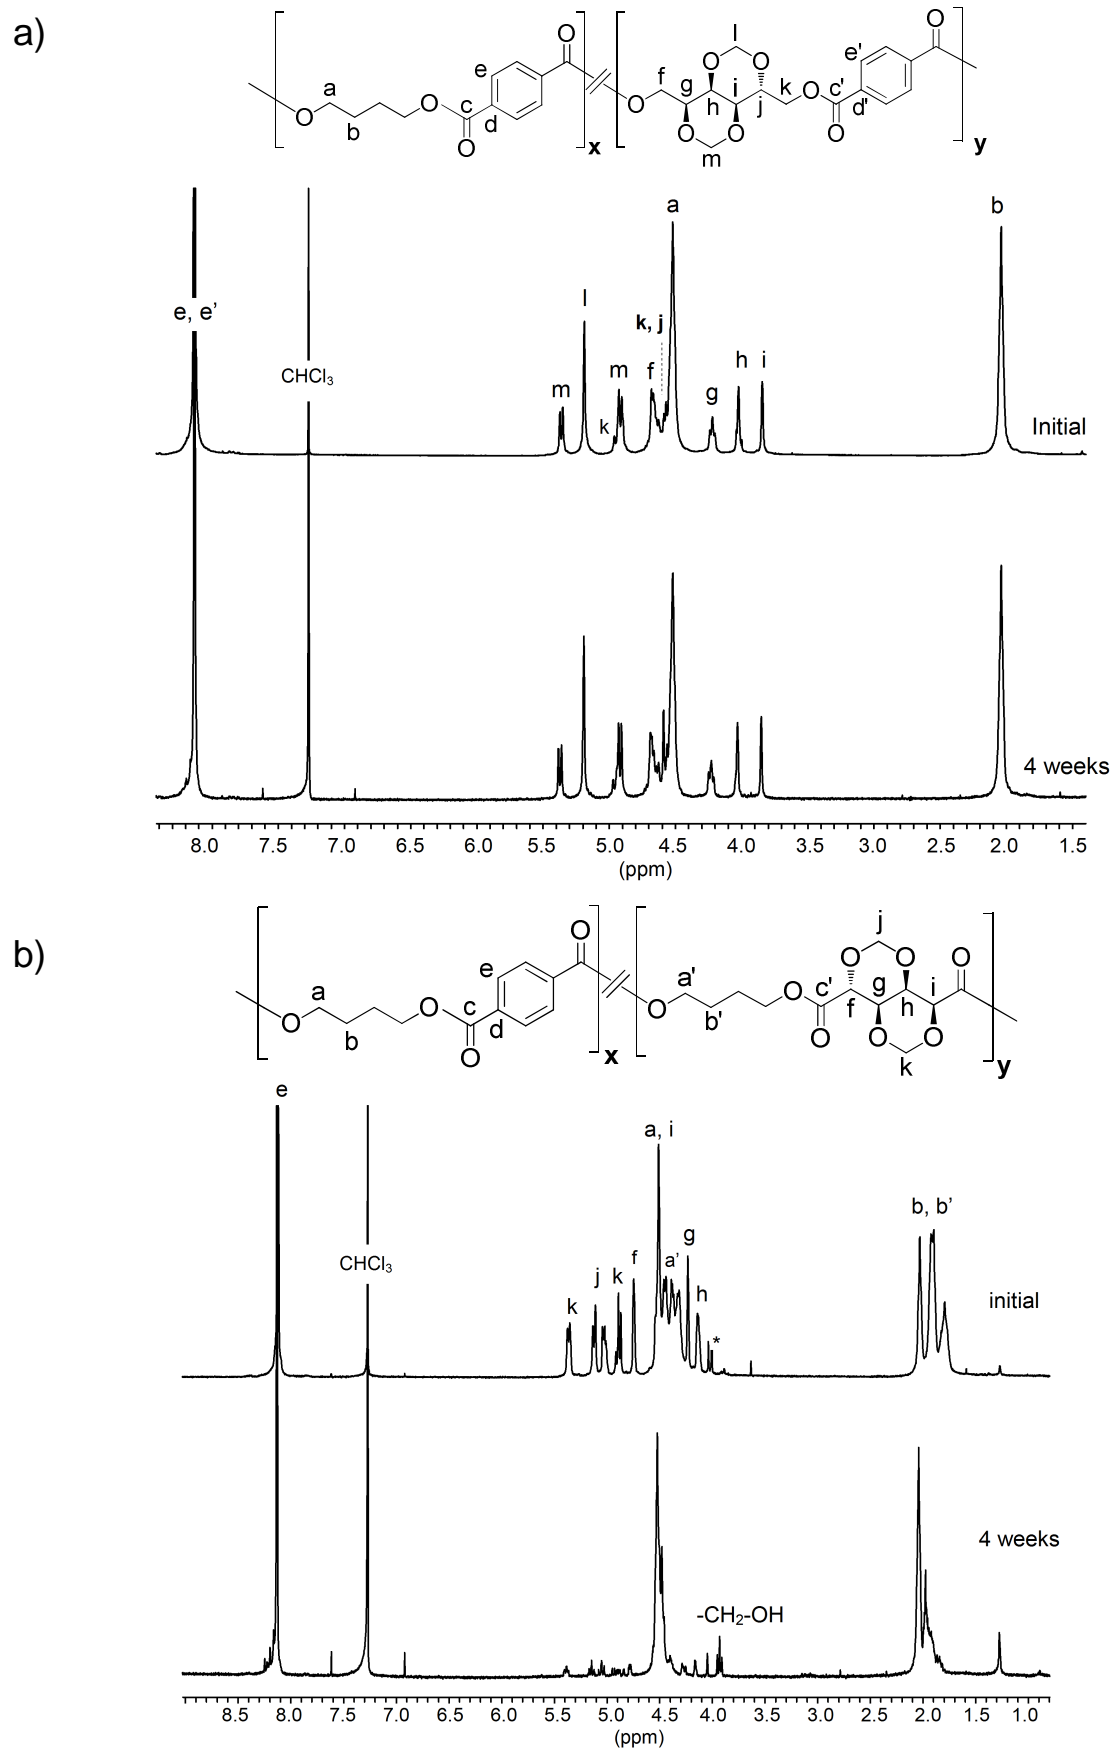 a)
O
l
O O
e e'
f i k O
a O c g j c'
O d O h O d'
b O O O O
m
x y
a b
e, e’
l
k, j
CHCl3
m m f h i
k g
Initial
4 weeks
8.0 7.5 7.0 6.5 6.0 5.5 5.0 4.5 4.0 3.5 3.0 2.5 2.0 1.5
(ppm)
b)
j
O O O O
e
a a' c' g i
O c O O
O d O b' f h
b O O O O
k
x y
e
a, i
b, b’
CHCl3
g
f a’
j k
k h
*
initial
4 weeks
-CH2-OH
8.5 8.0 7.5 7.0 6.5 6.0 5.5 5.0 4.5 4.0 3.5 3.0 2.5 2.0 1.5 1.0
(ppm)